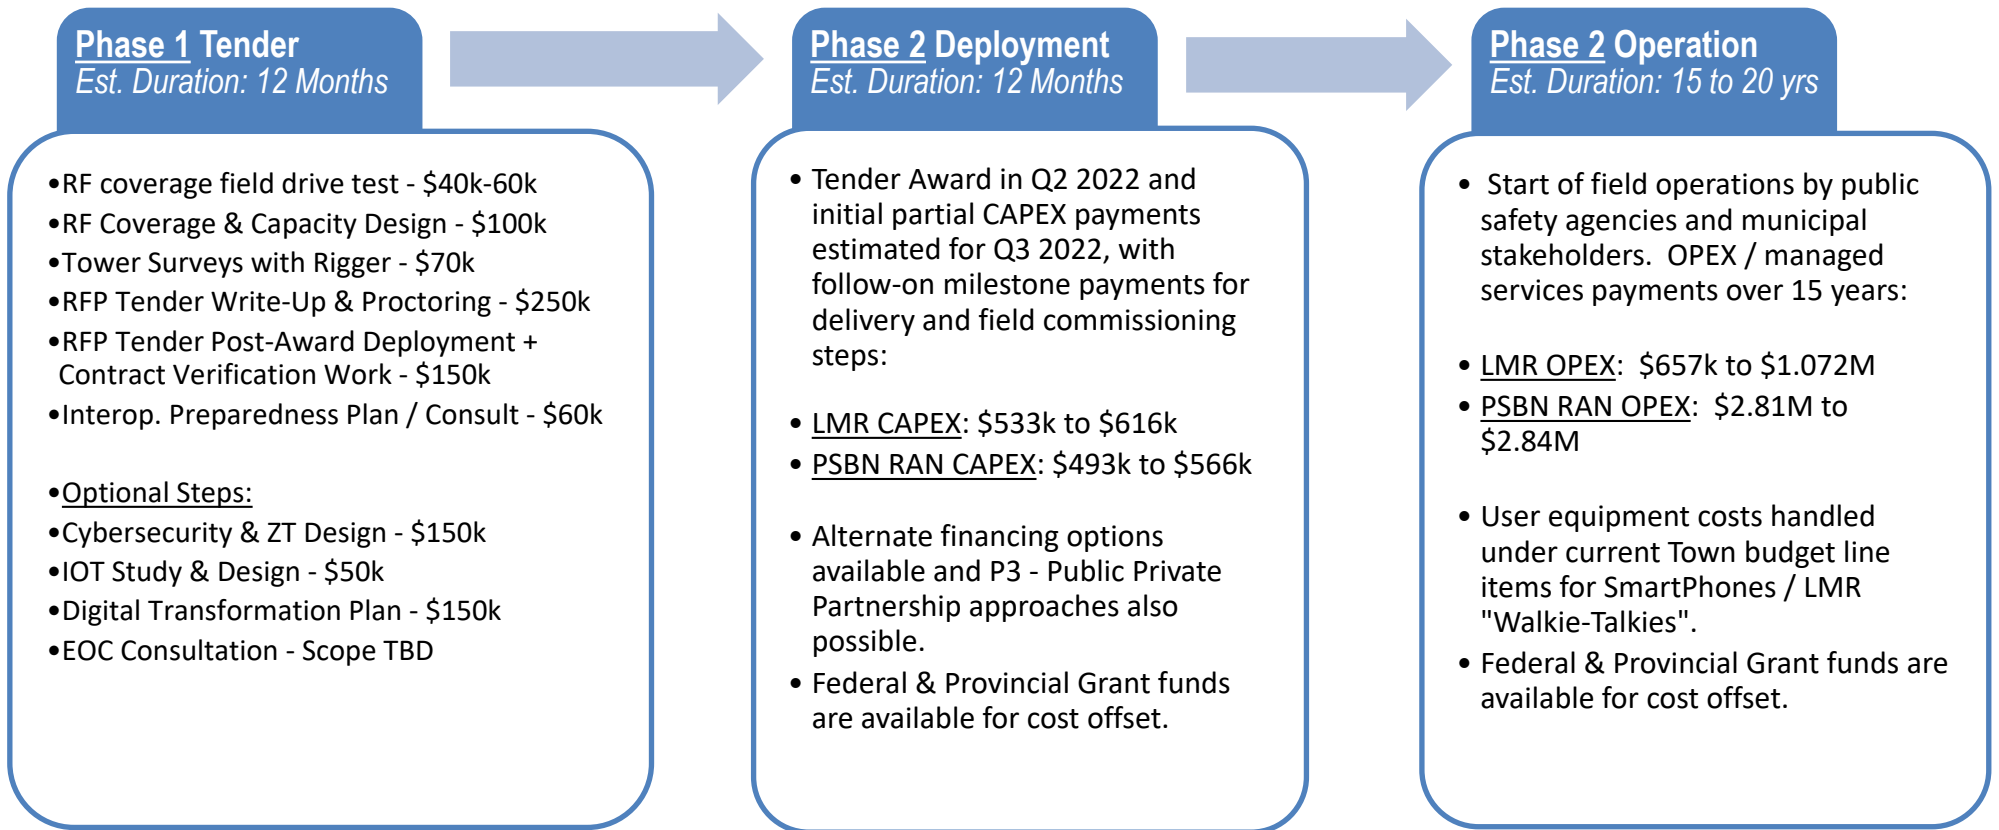 Phase 1 Tender
Est. Duration: 12 Months
•RF coverage field drive test - $40k-60k
•RF Coverage & Capacity Design - $100k
•Tower Surveys with Rigger - $70k
•RFP Tender Write-Up & Proctoring - $250k
•RFP Tender Post-Award Deployment +
Contract Verification Work - $150k
•Interop. Preparedness Plan / Consult - $60k
•Optional Steps:
•Cybersecurity & ZT Design - $150k
•IOT Study & Design - $50k
•Digital Transformation Plan - $150k
•EOC Consultation - Scope TBD
Phase 2 Deployment
Est. Duration: 12 Months
• Tender Award in Q2 2022 and
initial partial CAPEX payments
estimated for Q3 2022, with
follow-on milestone payments for
delivery and field commissioning
steps:
• LMR CAPEX: $533k to $616k
• PSBN RAN CAPEX: $493k to $566k
• Alternate financing options
available and P3 - Public Private
Partnership approaches also
possible.
• Federal & Provincial Grant funds
are available for cost offset.
Phase 2 Operation
Est. Duration: 15 to 20 yrs
• Start of field operations by public
safety agencies and municipal
stakeholders. OPEX / managed
services payments over 15 years:
• LMR OPEX: $657k to $1.072M
• PSBN RAN OPEX: $2.81M to
$2.84M
• User equipment costs handled
under current Town budget line
items for SmartPhones / LMR
"Walkie-Talkies".
• Federal & Provincial Grant funds are
available for cost offset.